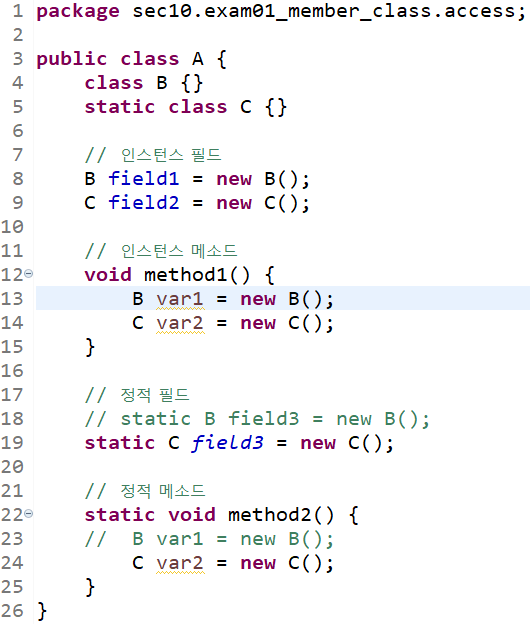 1 package sec10.exam01_member_class.access;
2
3 public class A {
4     class B {}
5     static class C {}
6
7     // 인스턴스 필드
8     B field1 = new B();
9     C field2 = new C();
10
11     // 인스턴스 메소드
12     void method1() {
13         B var1 = new B();
14         C var2 = new C();
15     }
16
17     // 정적 필드
18     // static B field3 = new B();
19     static C field3 = new C();
20
21     // 정적 메소드
22     static void method2() {
23     //  B var1 = new B();
24         C var2 = new C();
25     }
26 }